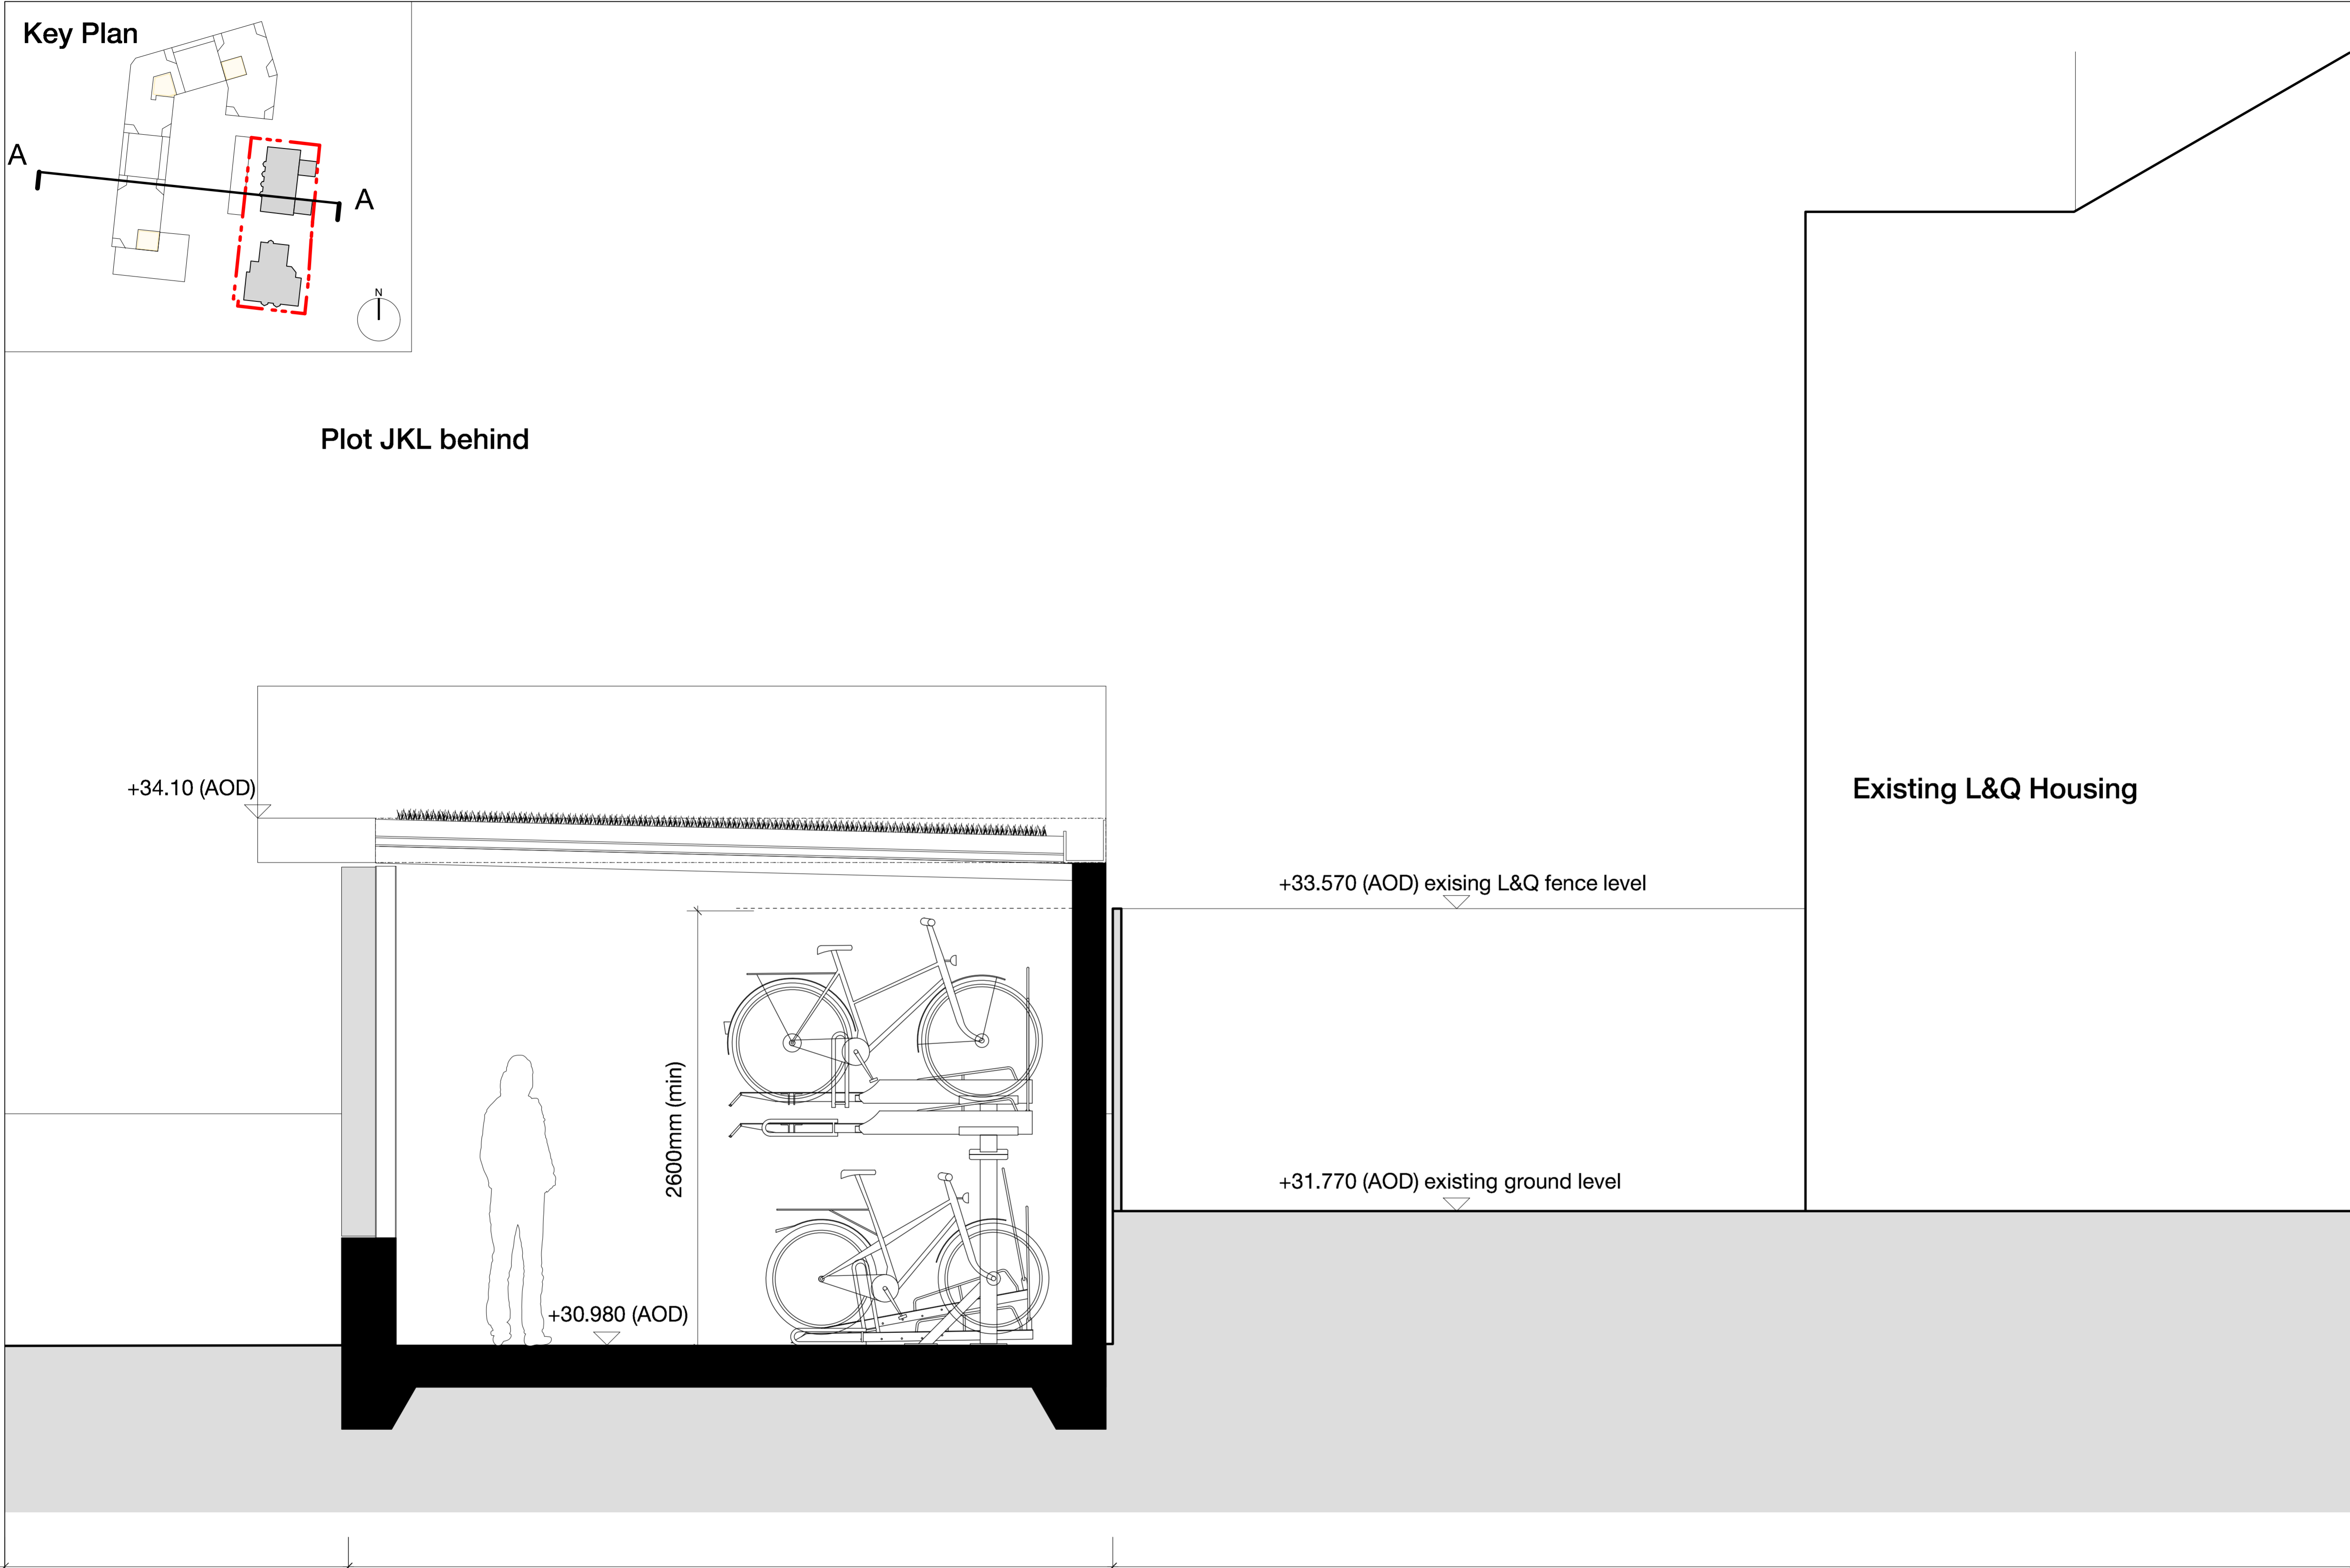 Key Plan
A
A
N
Plot JKL behind
+34.10 (AOD)
Existing L&Q Housing
+33.570 (AOD) exising L&Q fence level
2600mm (min)
+31.770 (AOD) existing ground level
+30.980 (AOD)